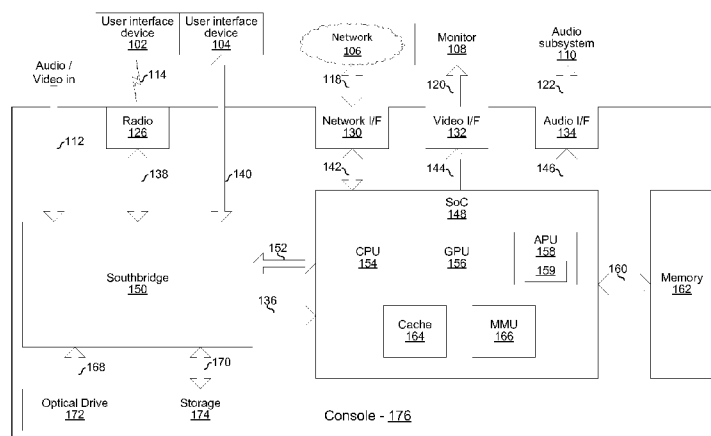 User interface
device
102
User interface
device
104
Network
106
Monitor
108
Audio
subsystem
110
Audio /
Video in
114
118
120
122
Radio
126
Network I/F
130
Video I/F
132
Audio I/F
134
112
138
140
142
144
146
SoC
148
CPU
154
GPU
156
APU
158
159
152
160
Southbridge
150
Memory
162
136
Cache
164
MMU
166
168
170
Optical Drive
172
Storage
174
Console - 176